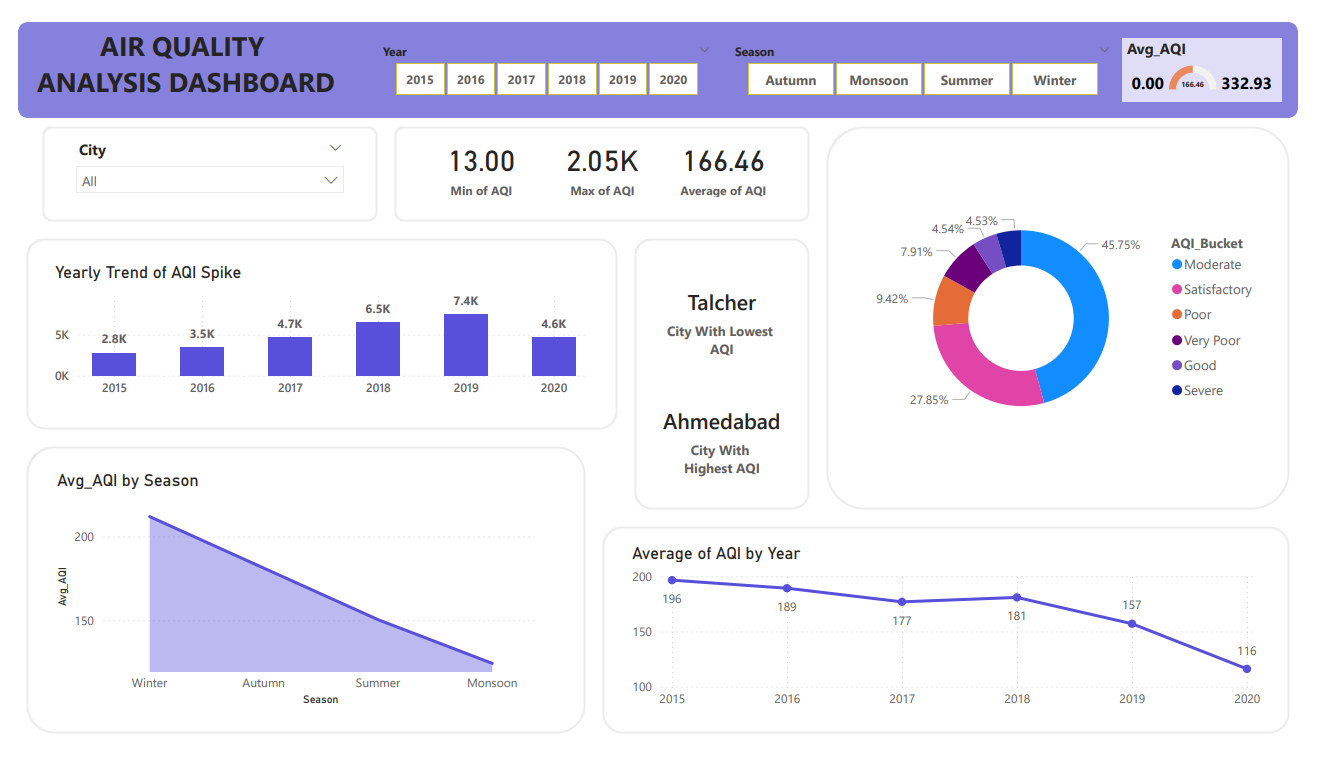 AIR QUALITY
ANALYSIS DASHBOARD
Year
2015 2016 2017 2018 2019 2020
Season
Autumn Monsoon Summer Winter
Avg_AQI
0.00 166.46 332.93
City
All
13.00 2.05K 166.46
Min of AQI Max of AQI Average of AQI
Yearly Trend of AQI Spike
5K
0K
2.8K 3.5K 4.7K 6.5K 7.4K 4.6K
2015 2016 2017 2018 2019 2020
Talcher
City With Lowest
AQI
Ahmedabad
City With
Highest AQI
4.53%
4.54%
7.91%
9.42%
27.85%
45.75%
AQI_Bucket
Moderate
Satisfactory
Poor
Very Poor
Good
Severe
Avg_AQI by Season
Avg_AQI
200
150
Winter Autumn Summer Monsoon
Season
Average of AQI by Year
200
150
100
196 189 177 181 157 116
2015 2016 2017 2018 2019 2020